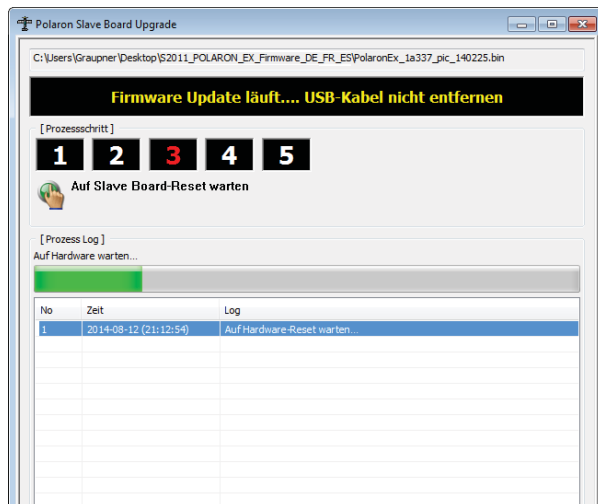 Polaron Slave Board Upgrade
C:\Users\Graupner\Desktop\S2011_POLARON_EX_Firmware_DE_FR_ES\PolaronEx_1a337_pic_140225.bin
Firmware Update läuft.... USB-Kabel nicht entfernen
[ Prozessschritt ]
1 2 3 4 5
Auf Slave Board-Reset warten
[ Prozess Log ]
Auf Hardware warten...
No Zeit Log
1 2014-08-12 (21:12:54) Auf Hardware-Reset warten...